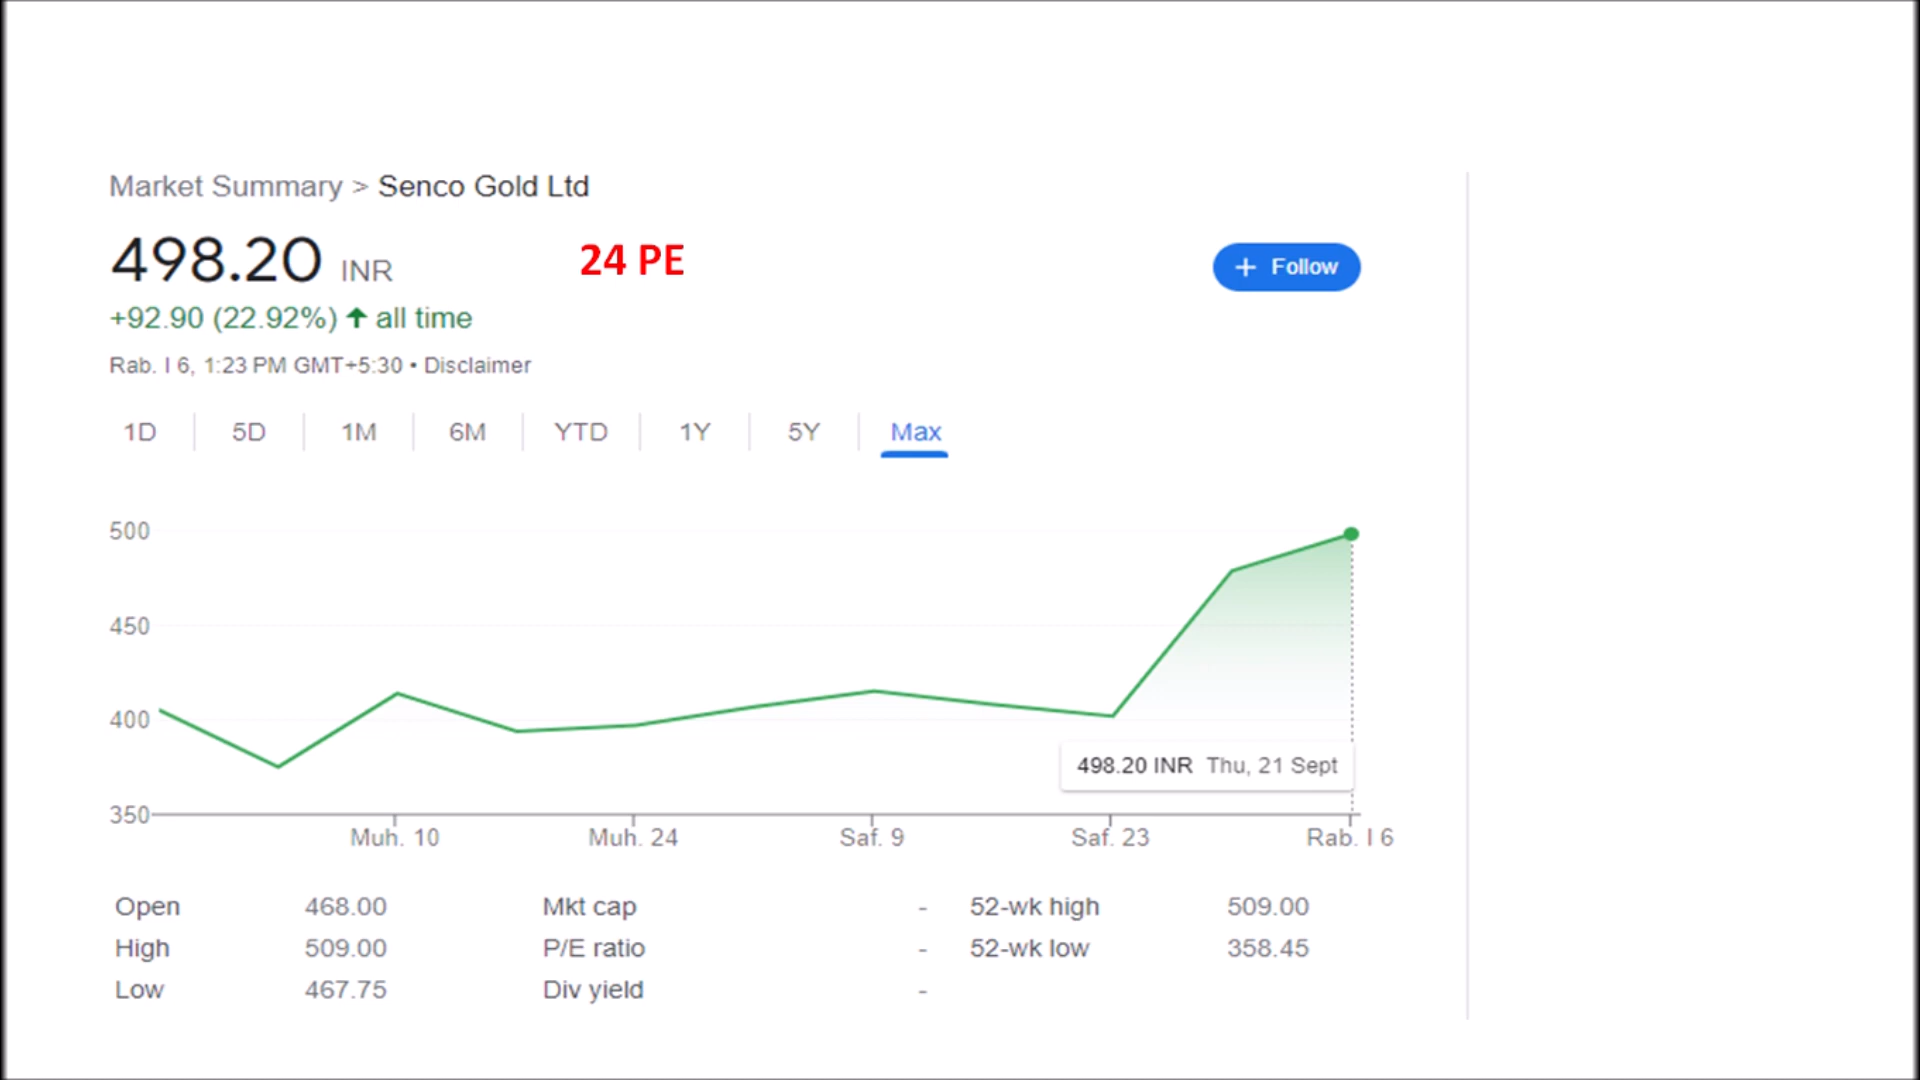 Market Summary > Senco Gold Ltd
498.20 INR
24 PE
+ Follow
+92.90 (22.92%) ↑ all time
Rab. I 6, 1:23 PM GMT+5:30 • Disclaimer
1D 5D 1M 6M YTD 1Y 5Y Max
500
450
400
350
498.20 INR Thu, 21 Sept
Muh. 10 Muh. 24 Saf. 9 Saf. 23 Rab. I 6
Open 468.00 Mkt cap - 52-wk high 509.00
High 509.00 P/E ratio - 52-wk low 358.45
Low 467.75 Div yield -